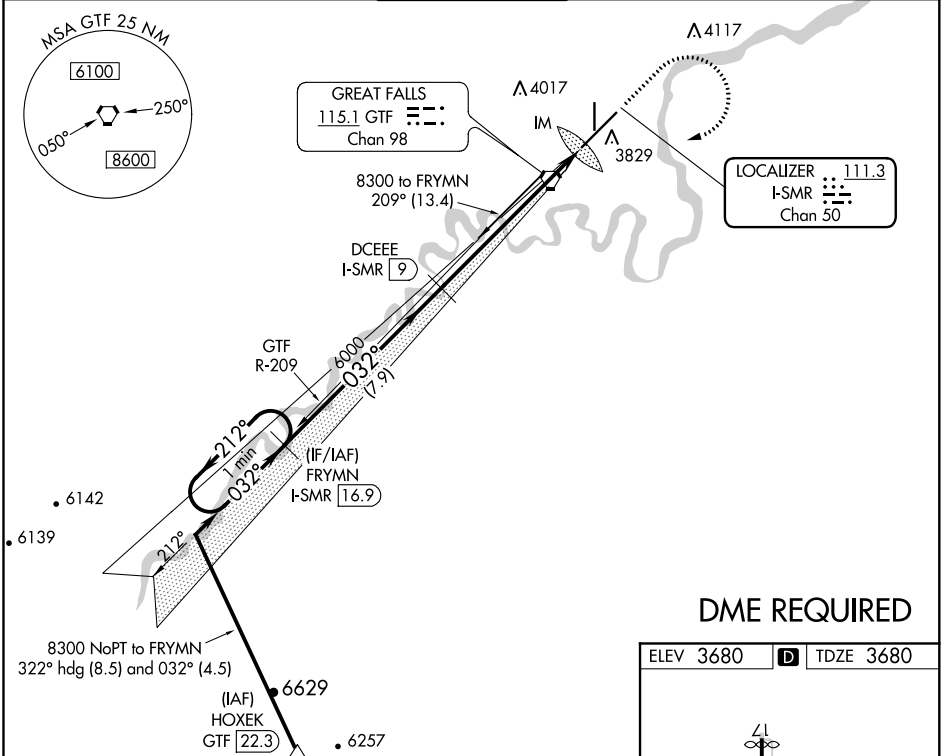 MSA GTF 25 NM
6100
250°
050°
8600
GREAT FALLS
115.1 GTF
Chan 98
4017
4117
IM
3829
LOCALIZER 111.3
I-SMR
Chan 50
8300 to FRYMN
209° (13.4)
DCEEE
I-SMR 9
GTF
R-209
6000
032°
(7.9)
212°
1 min
032°
(IF/IAF)
FRYMN
I-SMR 16.9
6142
6139
212°
8300 NoPT to FRYMN
322° hdg (8.5) and 032° (4.5)
6629
(IAF)
HOXEK
GTF 22.3
6257
DME REQUIRED
ELEV 3680 D TDZE 3680
17